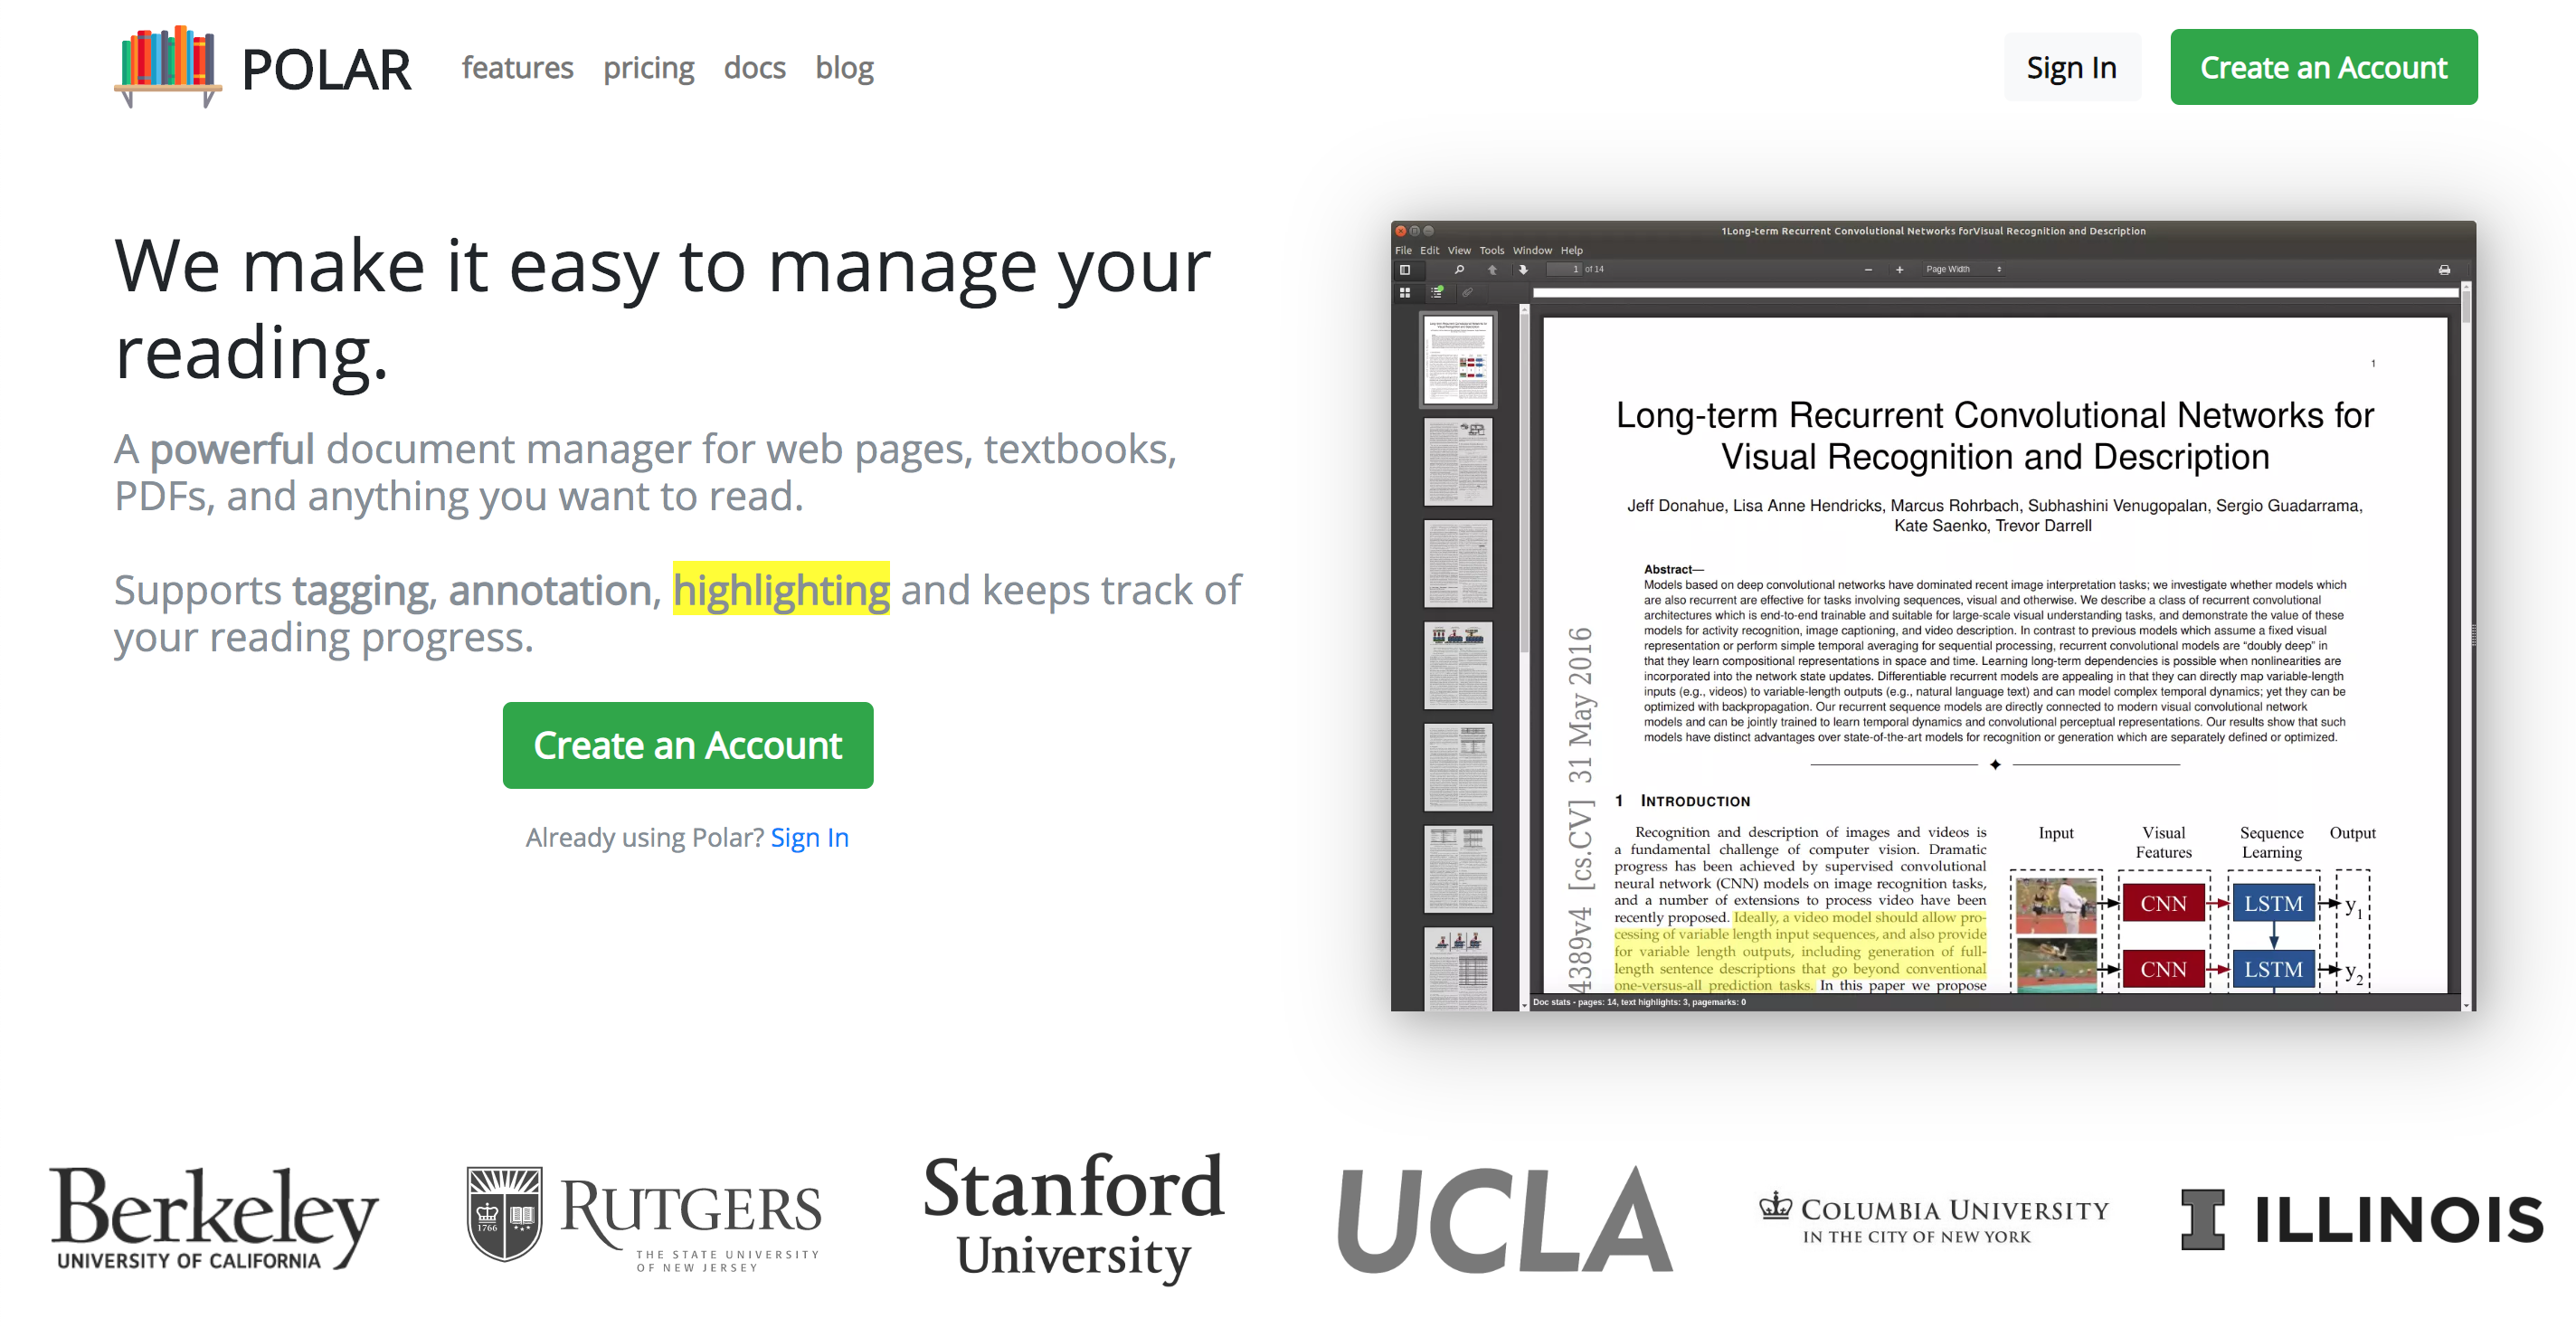 POLAR
features pricing docs blog
Sign In
Create an Account
We make it easy to manage your
reading.
A powerful document manager for web pages, textbooks,
PDFs, and anything you want to read.
Supports tagging, annotation, highlighting and keeps track of
your reading progress.
Create an Account
Already using Polar? Sign In
1Long-term Recurrent Convolutional Networks forVisual Recognition and Description
File Edit View Tools Window Help
1 of 14
Page Width
1
Long-term Recurrent Convolutional Networks for
Visual Recognition and Description
Jeff Donahue, Lisa Anne Hendricks, Marcus Rohrbach, Subhashini Venugopalan, Sergio Guadarrama,
Kate Saenko, Trevor Darrell
Abstract—
Models based on deep convolutional networks have dominated recent image interpretation tasks; we investigate whether models which
are also recurrent are effective for tasks involving sequences, visual and otherwise. We describe a class of recurrent convolutional
architectures which is end-to-end trainable and suitable for large-scale visual understanding tasks, and demonstrate the value of these
models for activity recognition, image captioning, and video description. In contrast to previous models which assume a fixed visual
representation or perform simple temporal averaging for sequential processing, recurrent convolutional models are “doubly deep” in
that they learn compositional representations in space and time. Learning long-term dependencies is possible when nonlinearities are
incorporated into the network state updates. Differentiable recurrent models are appealing in that they can directly map variable-length
inputs (e.g., videos) to variable-length outputs (e.g., natural language text) and can model complex temporal dynamics; yet they can be
optimized with backpropagation. Our recurrent sequence models are directly connected to modern visual convolutional network
models and can be jointly trained to learn temporal dynamics and convolutional perceptual representations. Our results show that such
models have distinct advantages over state-of-the-art models for recognition or generation which are separately defined or optimized.
4389v4 [cs.CV] 31 May 2016
1 INTRODUCTION
Recognition and description of images and videos is
a fundamental challenge of computer vision. Dramatic
progress has been achieved by supervised convolutional
neural network (CNN) models on image recognition tasks,
and a number of extensions to process video have been
recently proposed. Ideally, a video model should allow pro-
cessing of variable length input sequences, and also provide
for variable length outputs, including generation of full-
length sentence descriptions that go beyond conventional
one-versus-all prediction tasks. In this paper we propose
Input
Visual
Features
Sequence
Learning
Output
CNN LSTM y1
CNN LSTM y2
Doc stats - pages: 14, text highlights: 3, pagemarks: 0
Berkeley
UNIVERSITY OF CALIFORNIA
1766
RUTGERS
THE STATE UNIVERSITY
OF NEW JERSEY
Stanford
University
UCLA
COLUMBIA UNIVERSITY
IN THE CITY OF NEW YORK
I ILLINOIS